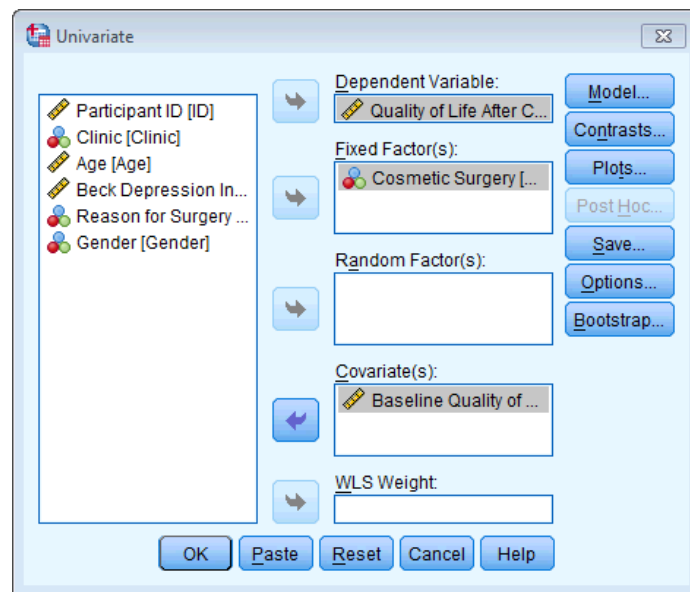 Univariate
Participant ID [ID]
Clinic [Clinic]
Age [Age]
Beck Depression In...
Reason for Surgery ...
Gender [Gender]
Dependent Variable:
Quality of Life After C...
Fixed Factor(s):
Cosmetic Surgery [...
Random Factor(s):
Covariate(s):
Baseline Quality of ...
WLS Weight:
Model...
Contrasts...
Plots...
Post Hoc...
Save...
Options...
Bootstrap...
OK Paste Reset Cancel Help